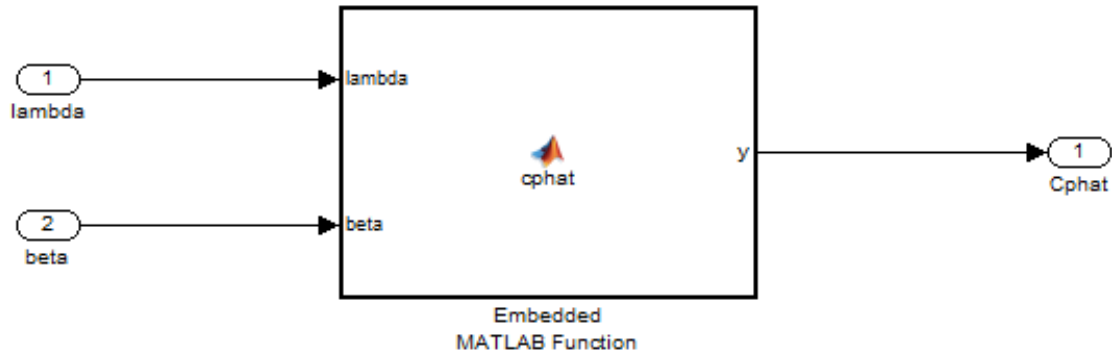 1
lambda
lambda
cphat
y
1
Cphat
2
beta
beta
Embedded
MATLAB Function